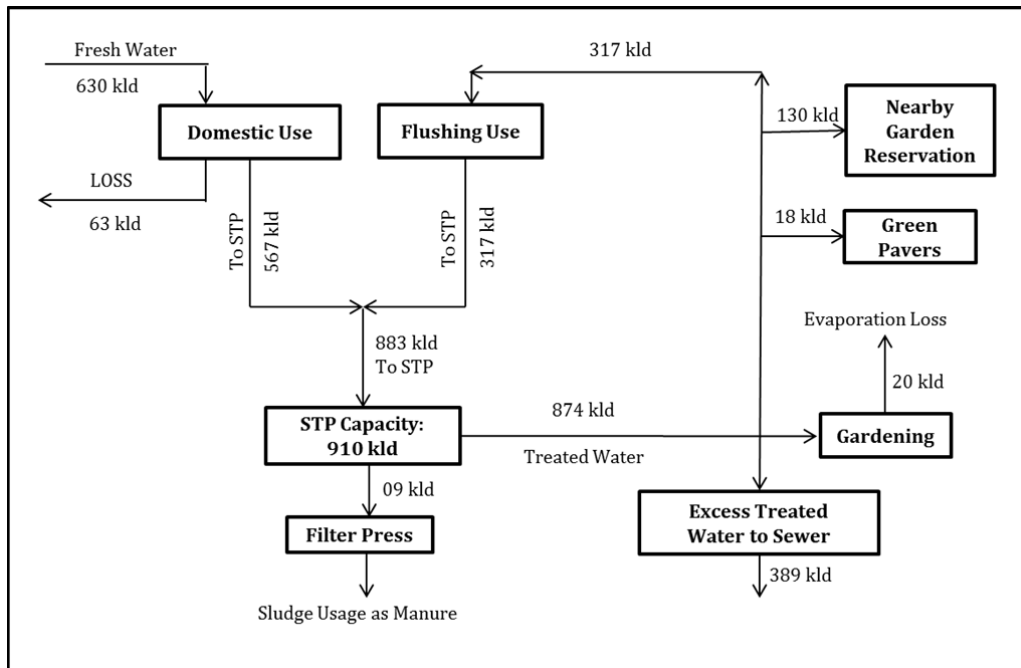 Fresh Water
630 kld
317 kld
Domestic Use
Flushing Use
130 kld
Nearby
Garden
Reservation
LOSS
63 kld
To STP
567 kld
To STP
317 kld
18 kld
Green
Pavers
Evaporation Loss
883 kld
To STP
20 kld
STP Capacity:
910 kld
874 kld
Treated Water
Gardening
09 kld
Filter Press
Excess Treated
Water to Sewer
389 kld
Sludge Usage as Manure